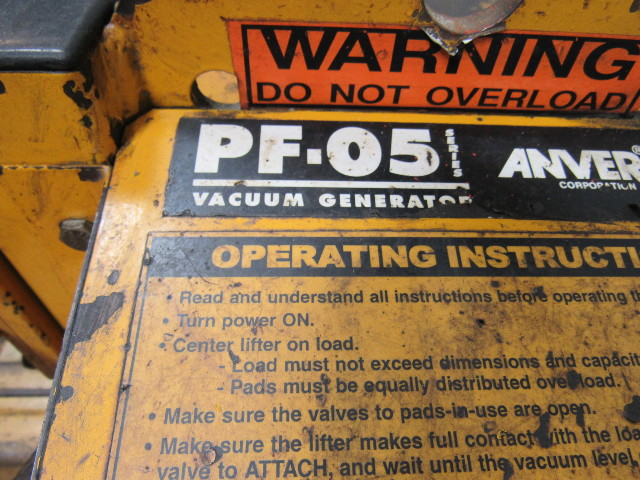 WARNING
DO NOT OVERLOAD
PF-05 SERIES ANVER®
CORPORATION
VACUUM GENERATOR
OPERATING INSTRUCTI
• Read and understand all instructions before operating th
• Turn power ON.
• Center lifter on load.
- Load must not exceed dimensions and capacit
- Pads must be equally distributed over load.
• Make sure the valves to pads-in-use are open.
• Make sure the lifter makes full contact with the loa
valve to ATTACH, and wait until the vacuum level